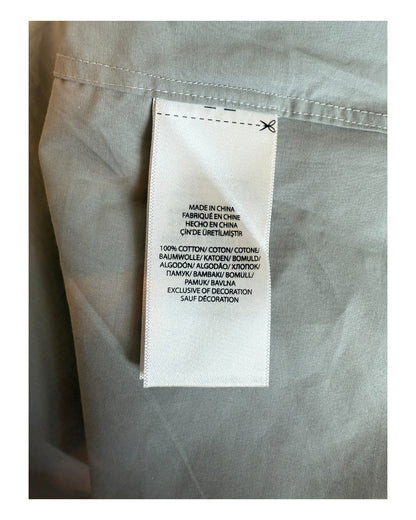 MADE IN CHINA
FABRIQUÉ EN CHINE
HECHO EN CHINA
ÇİN'DE ÜRETİLMİŞTİR
100% COTTON/ COTON/ COTONE/
BAUMWOLLE/ KATOEN/ BOMULD/
ALGODÓN/ ALGODÃO/ ХЛОПОК/
ПАМУК/ BAMBAKI/ BOMULL/
PAMUK/ BAVLNA
EXCLUSIVE OF DECORATION
SAUF DÉCORATION